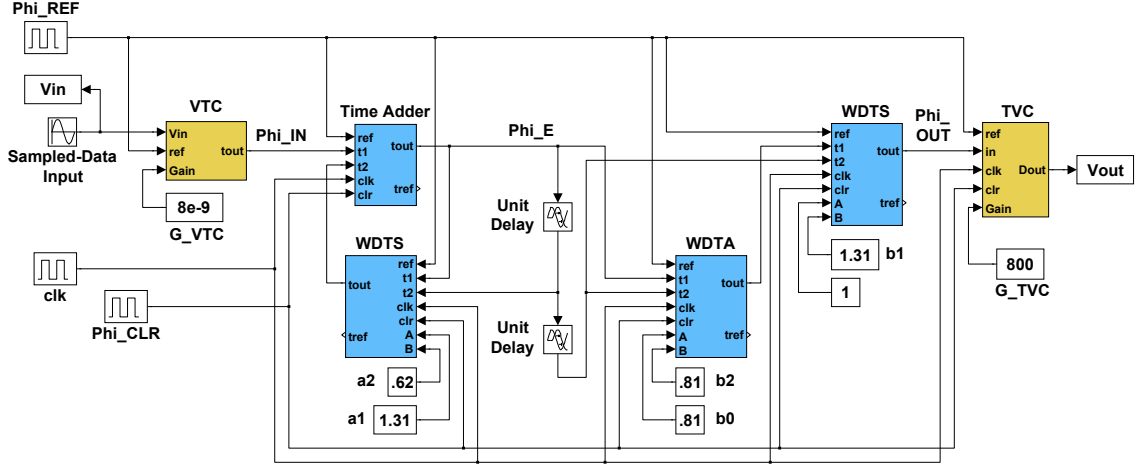 Phi_REF
Vin
Sampled-Data
Input
VTC
Vin
ref
Gain
tout
8e-9
G_VTC
Phi_IN
clk
Phi_CLR
Time Adder
ref
t1
t2
clk
clr
tout
tref
WDTS
ref
t1
t2
clk
clr
A
B
tout
tref
a2
.62
a1
1.31
Phi_E
Unit
Delay
Unit
Delay
WDTA
ref
t1
t2
clk
clr
A
B
tout
tref
.81
b2
.81
b0
WDTS
ref
t1
t2
clk
clr
A
B
tout
tref
1.31
b1
1
Phi_
OUT
TVC
ref
in
clk
clr
Gain
Dout
800
G_TVC
Vout